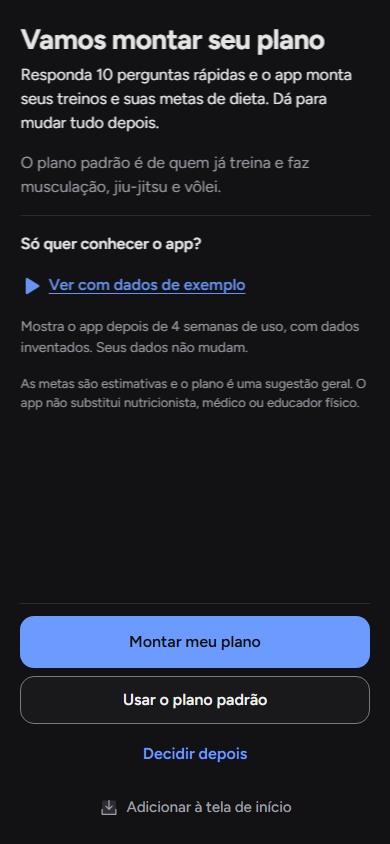 Vamos montar seu plano
Responda 10 perguntas rápidas e o app monta
seus treinos e suas metas de dieta. Dá para
mudar tudo depois.
O plano padrão é de quem já treina e faz
musculação, jiu-jitsu e vôlei.
Só quer conhecer o app?
Ver com dados de exemplo
Mostra o app depois de 4 semanas de uso, com dados
inventados. Seus dados não mudam.
As metas são estimativas e o plano é uma sugestão geral. O
app não substitui nutricionista, médico ou educador físico.
Montar meu plano
Usar o plano padrão
Decidir depois
Adicionar à tela de início